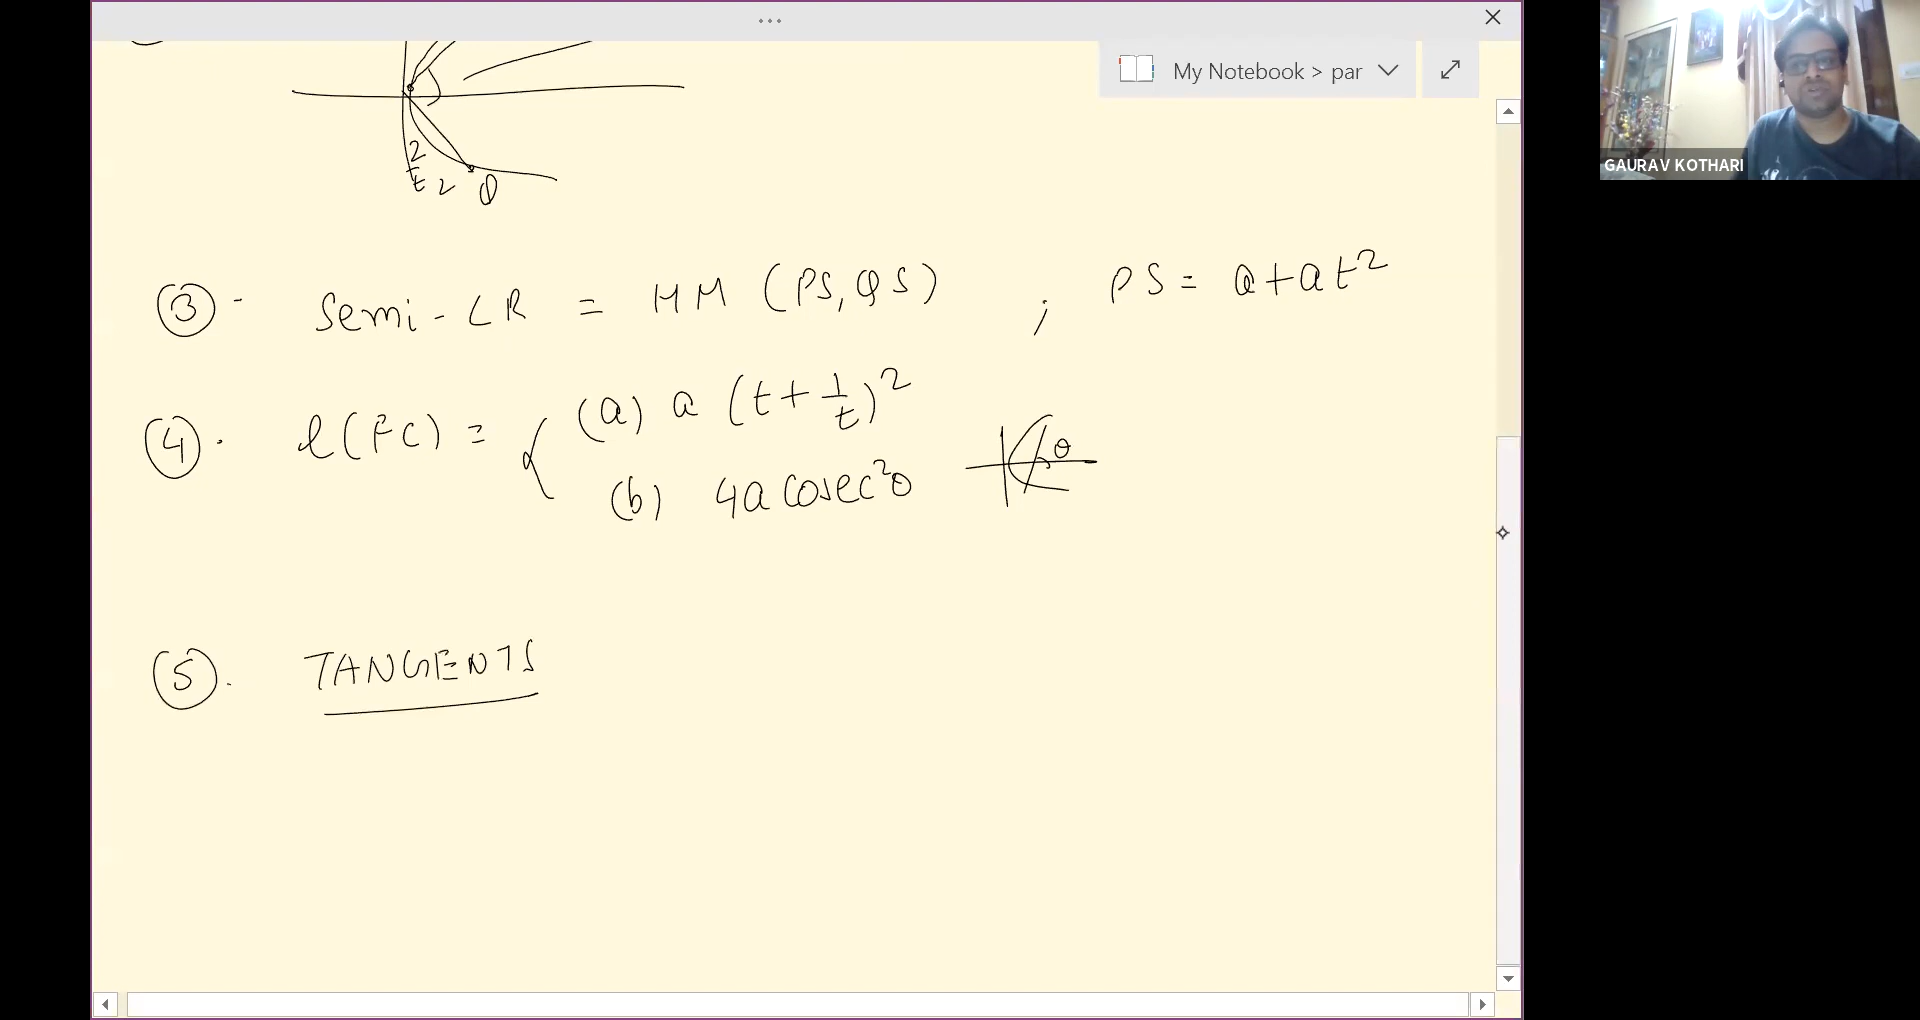 ...
My Notebook > par
GAURAV KOTHARI
2
t 2 Q
③ - Semi - LR = HM (PS, QS) ; PS = a + at²
④ . l(FC) = { (a) a (t + 1/t)²
(b) 4a cosec²θ
θ
⑤ . TANGENTS